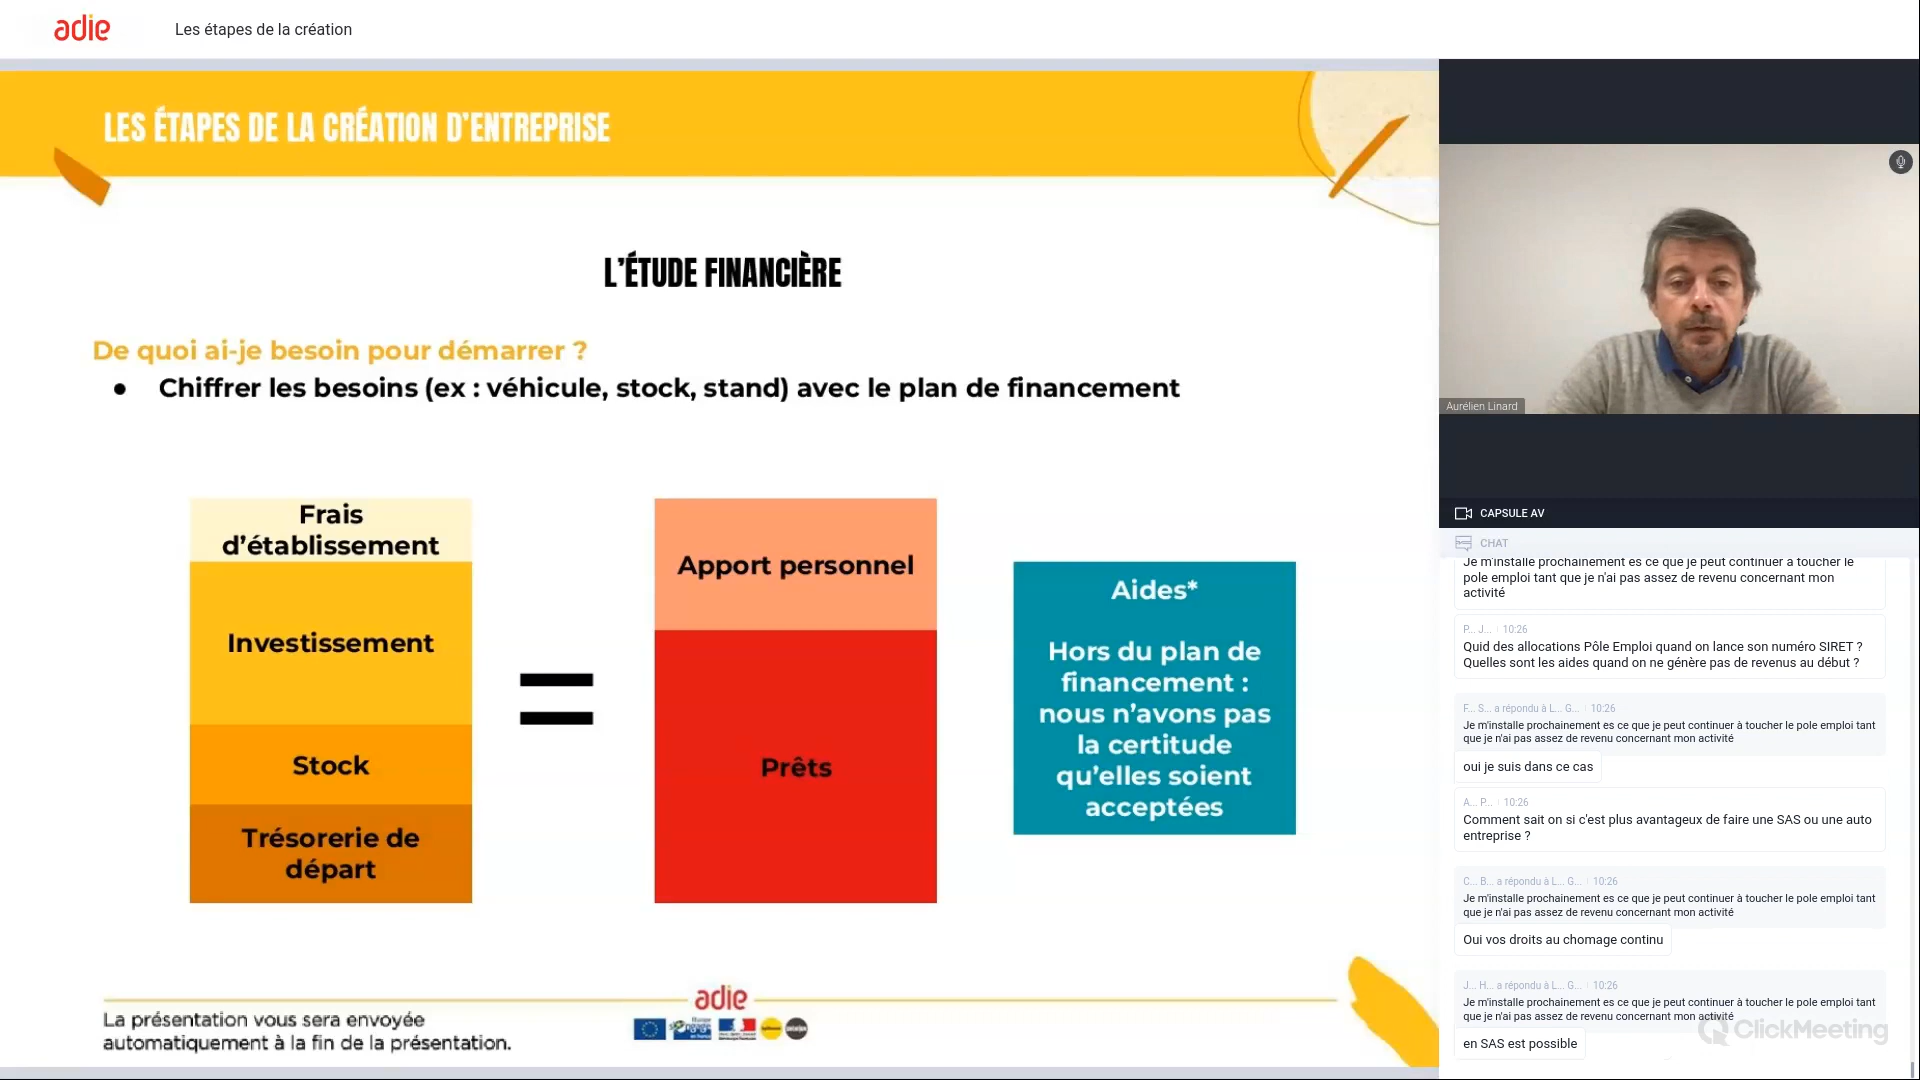 adie
Les étapes de la création
LES ÉTAPES DE LA CRÉATION D'ENTREPRISE
L'ÉTUDE FINANCIÈRE
De quoi ai-je besoin pour démarrer ?
● Chiffrer les besoins (ex : véhicule, stock, stand) avec le plan de financement
Frais
d'établissement
Investissement
Stock
Trésorerie de
départ
=
Apport personnel
Prêts
Aides*
Hors du plan de
financement :
nous n'avons pas
la certitude
qu'elles soient
acceptées
adie
La présentation vous sera envoyée
automatiquement à la fin de la présentation.
Aurélien Linard
CAPSULE AV
CHAT
Je m'installe prochainement es ce que je peut continuer à toucher le
pole emploi tant que je n'ai pas assez de revenu concernant mon
activité
P... J... 10:26
Quid des allocations Pôle Emploi quand on lance son numéro SIRET ?
Quelles sont les aides quand on ne génère pas de revenus au début ?
F... S... a répondu à L... G... 10:26
Je m'installe prochainement es ce que je peut continuer à toucher le pole emploi tant
que je n'ai pas assez de revenu concernant mon activité
oui je suis dans ce cas
A... P... 10:26
Comment sait on si c'est plus avantageux de faire une SAS ou une auto
entreprise ?
C... B... a répondu à L... G... 10:26
Je m'installe prochainement es ce que je peut continuer à toucher le pole emploi tant
que je n'ai pas assez de revenu concernant mon activité
Oui vos droits au chomage continu
J... H... a répondu à L... G... 10:26
Je m'installe prochainement es ce que je peut continuer à toucher le pole emploi tant
que je n'ai pas assez de revenu concernant mon activité
en SAS est possible
ClickMeeting